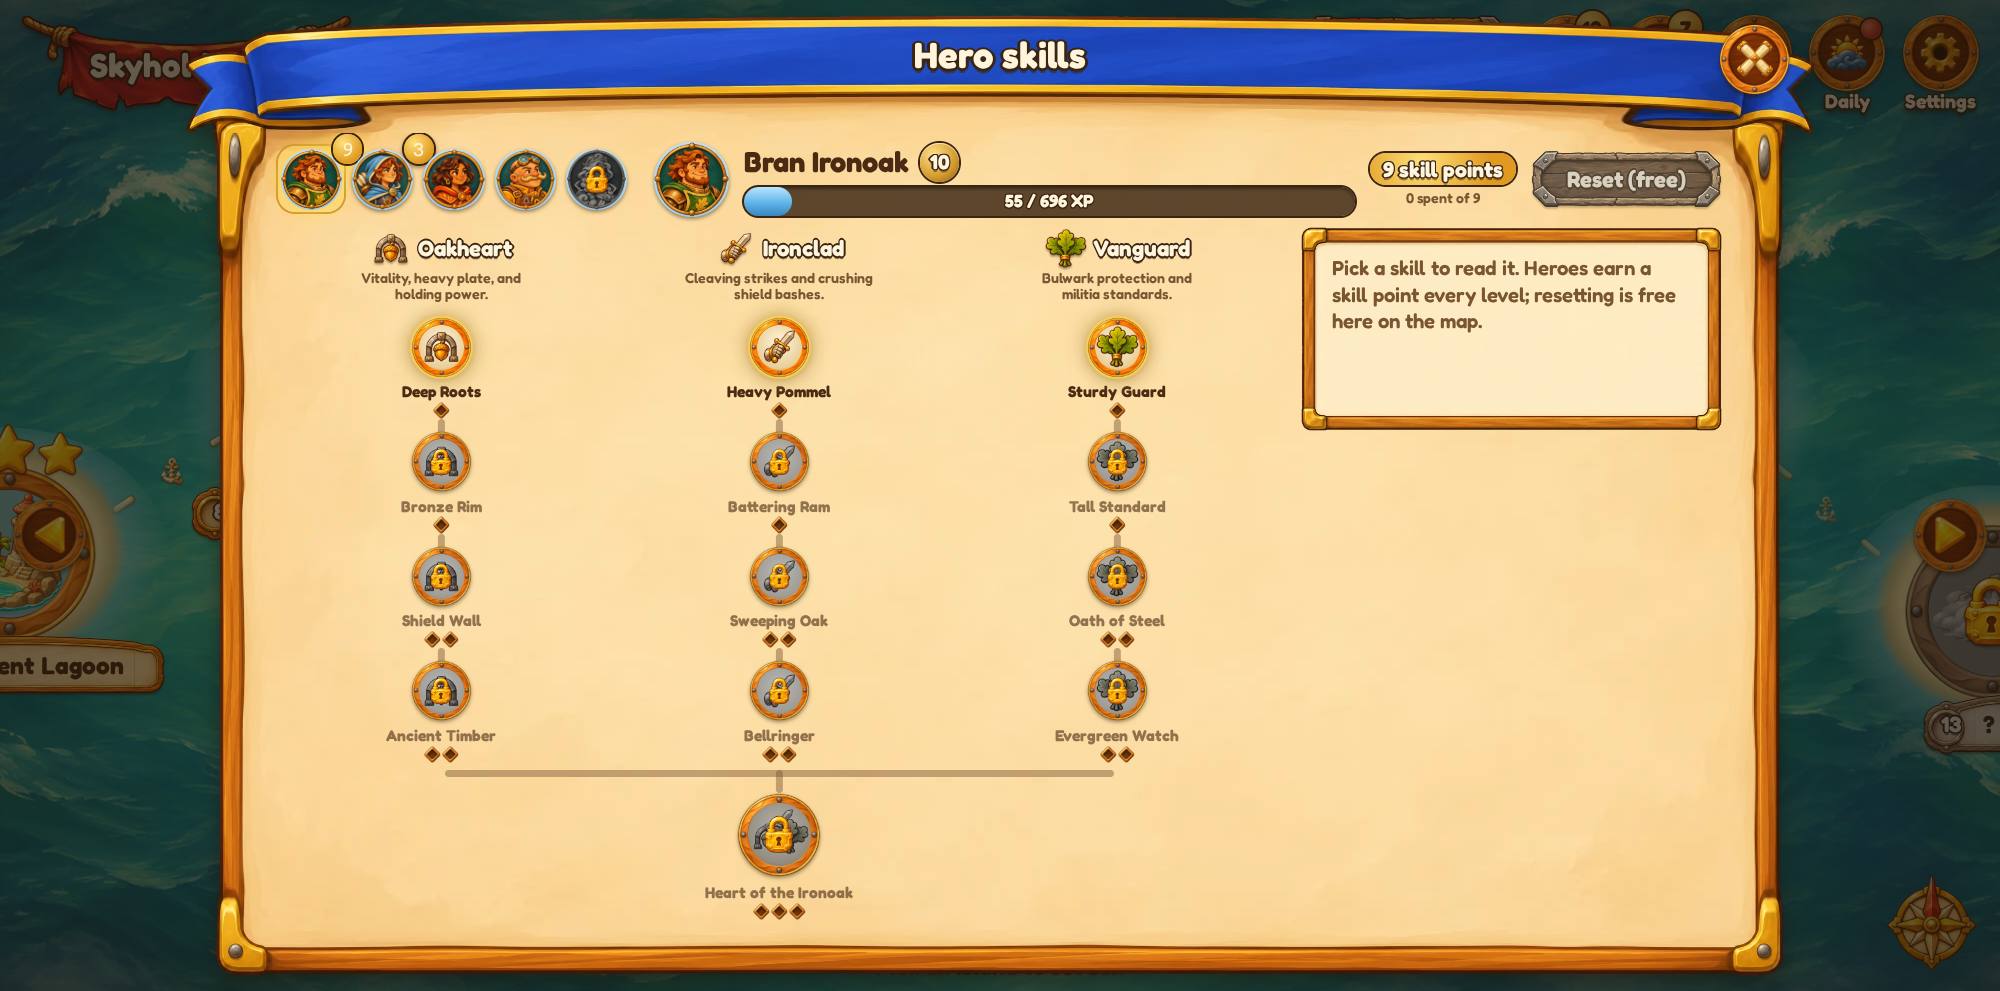 Hero skills
Daily
Settings
9
3
Bran Ironoak 10
55 / 696 XP
9 skill points
0 spent of 9
Reset (free)
Oakheart
Vitality, heavy plate, and
holding power.
Ironclad
Cleaving strikes and crushing
shield bashes.
Vanguard
Bulwark protection and
militia standards.
Pick a skill to read it. Heroes earn a
skill point every level; resetting is free
here on the map.
Deep Roots
Heavy Pommel
Sturdy Guard
Bronze Rim
Battering Ram
Tall Standard
Shield Wall
Sweeping Oak
Oath of Steel
Ancient Timber
Bellringer
Evergreen Watch
Heart of the Ironoak
Lagoon
13 ?